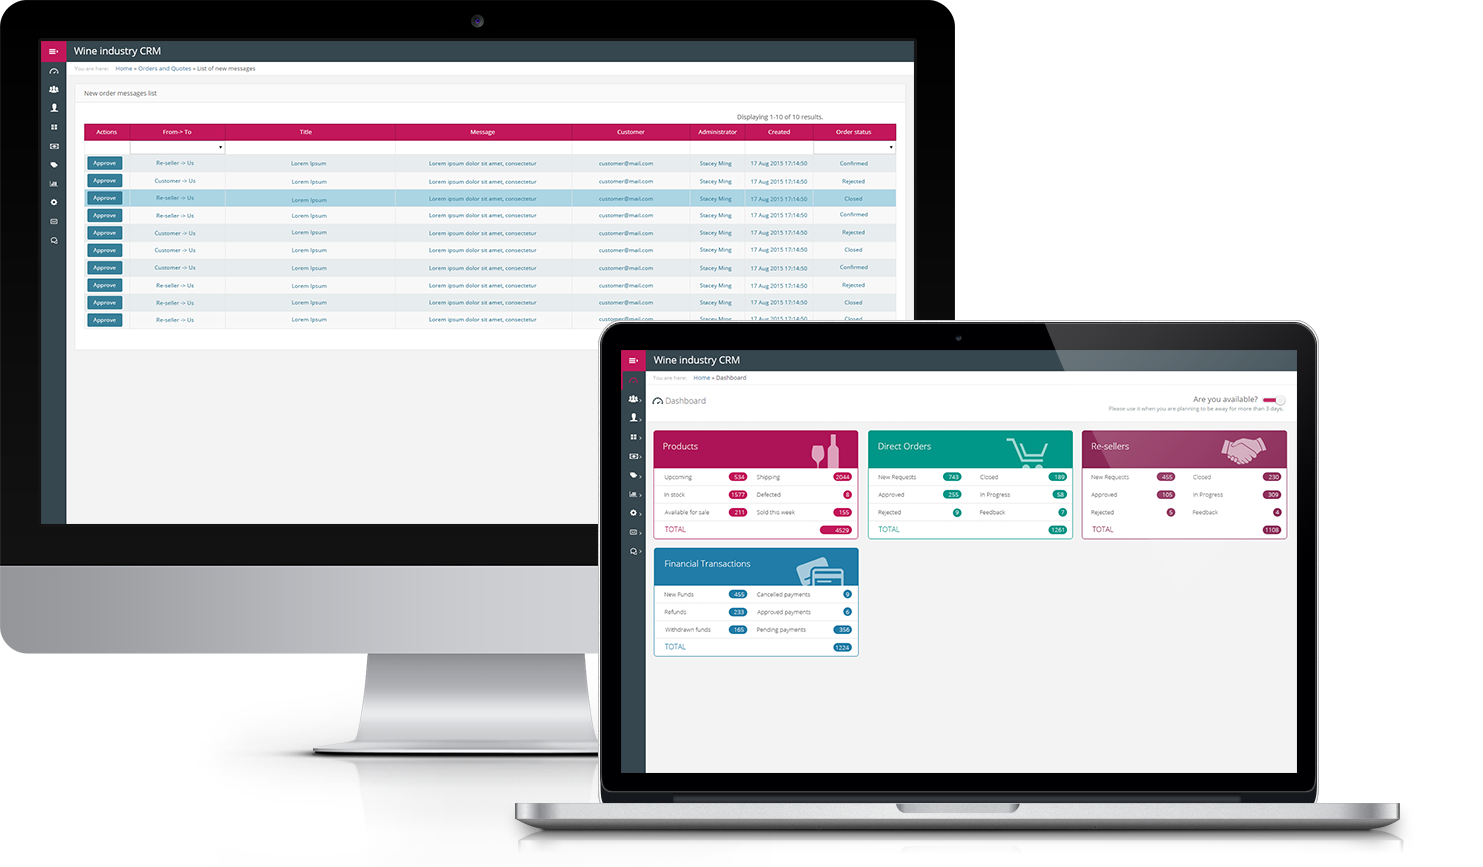 Wine industry CRM
You are here: Home » Orders and Quotes » List of new messages
New order messages list
Displaying 1-10 of 10 results.
Actions From-> To Title Message Customer Administrator Created Order status
Approve Re-seller -> Us Lorem Ipsum Lorem ipsum dolor sit amet, consectetur customer@mail.com Stacey Ming 17 Aug 2015 17:14:50 Confirmed
Approve Customer -> Us Lorem Ipsum Lorem ipsum dolor sit amet, consectetur customer@mail.com Stacey Ming 17 Aug 2015 17:14:50 Rejected
Approve Re-seller -> Us Lorem Ipsum Lorem ipsum dolor sit amet, consectetur customer@mail.com Stacey Ming 17 Aug 2015 17:14:50 Closed
Approve Re-seller -> Us Lorem Ipsum Lorem ipsum dolor sit amet, consectetur customer@mail.com Stacey Ming 17 Aug 2015 17:14:50 Confirmed
Approve Customer -> Us Lorem Ipsum Lorem ipsum dolor sit amet, consectetur customer@mail.com Stacey Ming 17 Aug 2015 17:14:50 Rejected
Approve Re-seller -> Us Lorem Ipsum Lorem ipsum dolor sit amet, consectetur customer@mail.com Stacey Ming 17 Aug 2015 17:14:50 Closed
Approve Customer -> Us Lorem Ipsum Lorem ipsum dolor sit amet, consectetur customer@mail.com Stacey Ming 17 Aug 2015 17:14:50 Confirmed
Approve Re-seller -> Us Lorem Ipsum Lorem ipsum dolor sit amet, consectetur customer@mail.com Stacey Ming 17 Aug 2015 17:14:50 Rejected
Approve Re-seller -> Us Lorem Ipsum Lorem ipsum dolor sit amet, consectetur customer@mail.com Stacey Ming 17 Aug 2015 17:14:50 Closed
Approve Re-seller -> Us Lorem Ipsum Lorem ipsum dolor sit amet, consectetur customer@mail.com Stacey Ming 17 Aug 2015 17:14:50 Closed
Wine industry CRM
You are here: Home » Dashboard
Dashboard
Are you available?
Please use it when you are planning to be away for more than 3 days.
Products
Upcoming 534 Shipping 2044
In stock 1577 Defected 8
Available for sale 211 Sold this week 155
TOTAL 4529
Direct Orders
New Requests 743 Closed 189
Approved 255 In Progress 58
Rejected 9 Feedback 7
TOTAL 1261
Re-sellers
New Requests 455 Closed 230
Approved 105 In Progress 309
Rejected 5 Feedback 4
TOTAL 1108
Financial Transactions
New Funds 455 Cancelled payments 9
Refunds 233 Approved payments 6
Withdrawn funds 165 Pending payments 356
TOTAL 1224